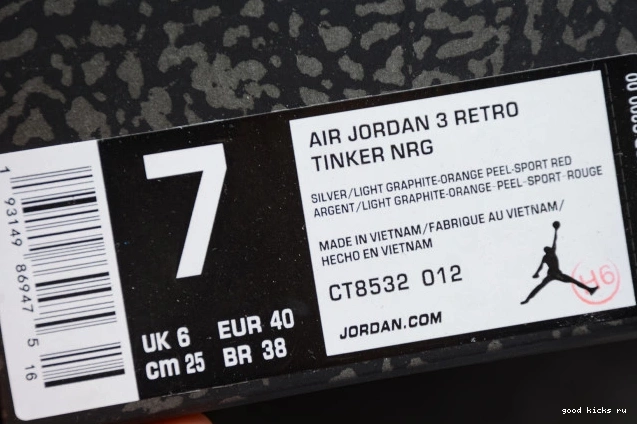 AIR JORDAN 3 RETRO
TINKER NRG
SILVER/LIGHT GRAPHITE-ORANGE PEEL-SPORT RED
ARGENT/LIGHT GRAPHITE-ORANGE-PEEL-SPORT-ROUGE
MADE IN VIETNAM/FABRIQUE AU VIETNAM/
HECHO EN VIETNAM
CT8532 012
JORDAN.COM
7
UK 6 EUR 40
cm 25 BR 38
1 93149 86947 5 16
good kicks ru